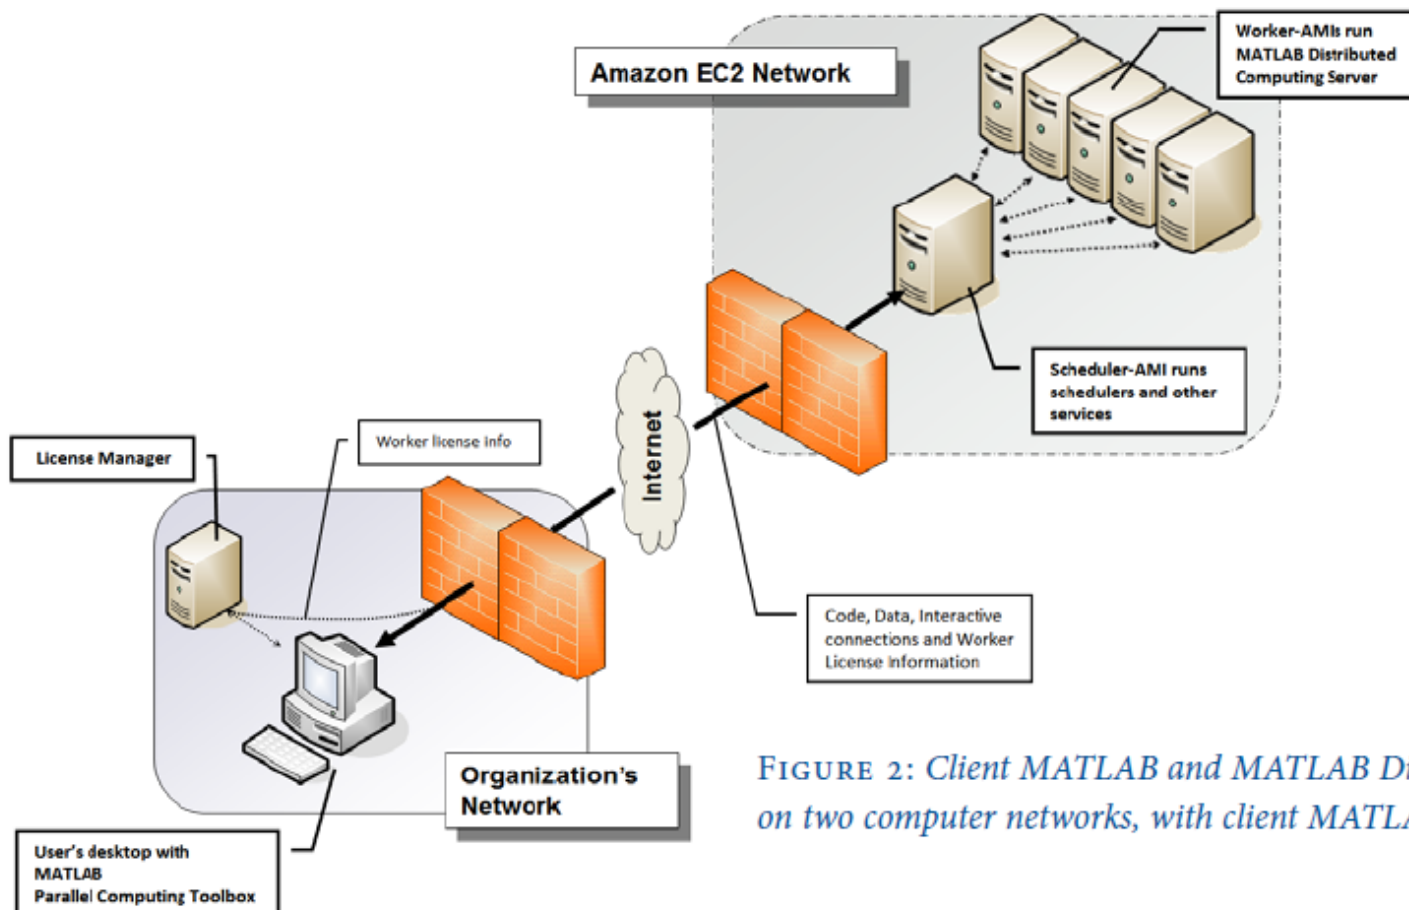 Amazon EC2 Network
Worker-AMIs run
MATLAB Distributed
Computing Server
Scheduler-AMI runs
schedulers and other
services
Internet
Worker license info
License Manager
Code, Data, Interactive
connections and Worker
License Information
Organization's
Network
User's desktop with
MATLAB
Parallel Computing Toolbox
FIGURE 2: Client MATLAB and MATLAB
on two computer networks, with client